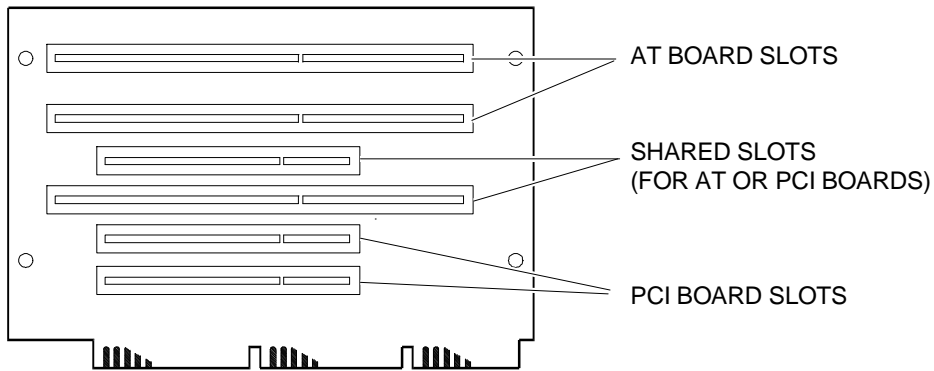 AT BOARD SLOTS
SHARED SLOTS
(FOR AT OR PCI BOARDS)
PCI BOARD SLOTS